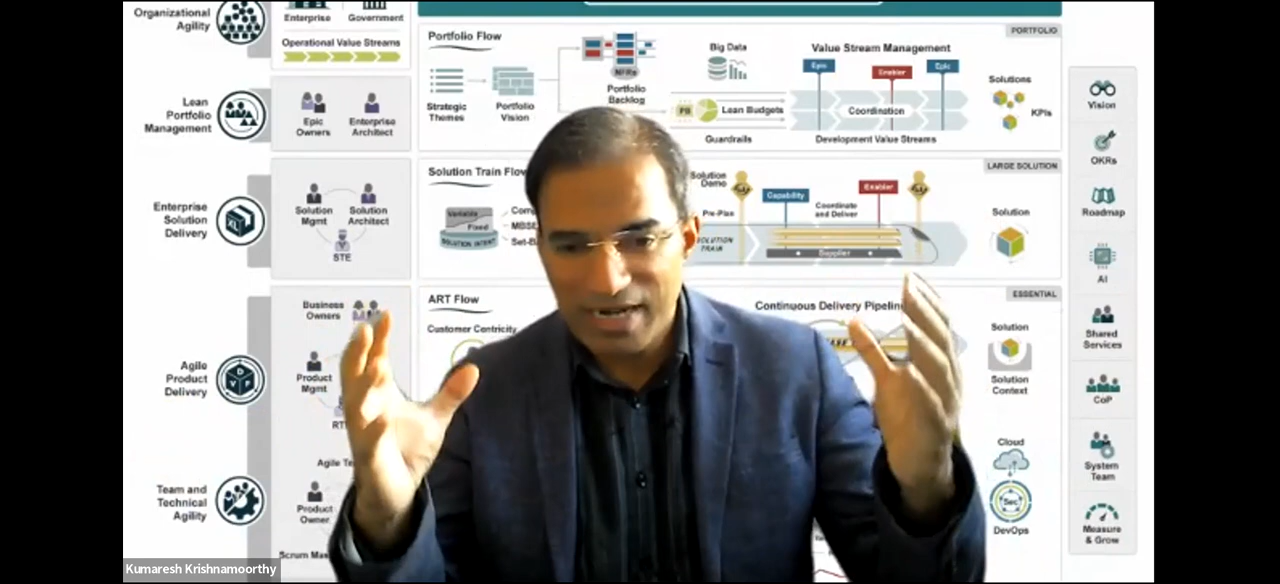 Organizational
Agility
Enterprise
Government
Operational Value Streams
Lean
Portfolio
Management
Epic
Owners
Enterprise
Architect
Enterprise
Solution
Delivery
Solution
Mgmt
Solution
Architect
STE
Business
Owners
Agile
Product
Delivery
Product
Mgmt
Team and
Technical
Agility
Product
Owner
PORTFOLIO
Portfolio Flow
Strategic
Themes
Portfolio
Vision
NFRs
Portfolio
Backlog
Big Data
Value Stream Management
Epic
Enabler
Epic
Solutions
KPIs
PB
Lean Budgets
Guardrails
Coordination
Development Value Streams
LARGE SOLUTION
Solution Train Flow
Variable
Fixed
SOLUTION INTENT
Solution
Demo
Pre-Plan
Capability
Coordinate
and Deliver
Enabler
SOLUTION
TRAIN
Supplier
Solution
ESSENTIAL
ART Flow
Customer Centricity
Continuous Delivery Pipeline
Solution
Solution
Context
Cloud
Sec
DevOps
Vision
OKRs
Roadmap
AI
Shared
Services
CoP
System
Team
Measure
& Grow
Kumaresh Krishnamoorthy